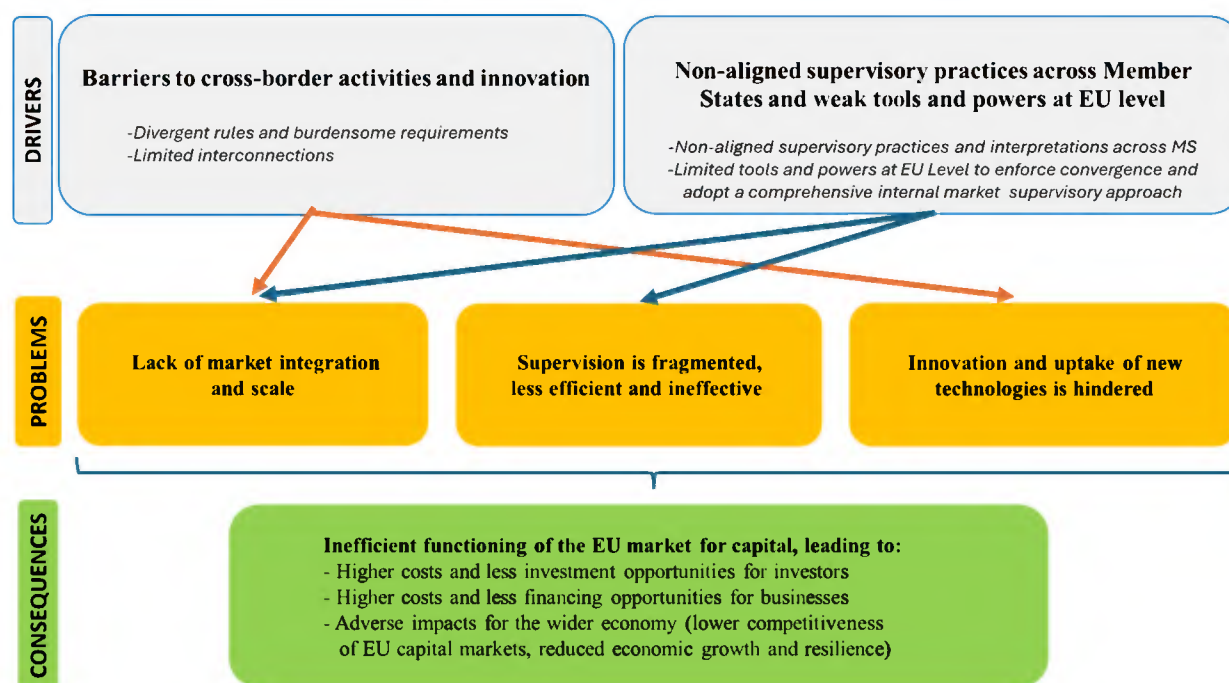 DRIVERS
Barriers to cross-border activities and innovation
-Divergent rules and burdensome requirements
-Limited interconnections
Non-aligned supervisory practices across Member
States and weak tools and powers at EU level
-Non-aligned supervisory practices and interpretations across MS
-Limited tools and powers at EU Level to enforce convergence and
adopt a comprehensive internal market supervisory approach
PROBLEMS
Lack of market integration
and scale
Supervision is fragmented,
less efficient and ineffective
Innovation and uptake of new
technologies is hindered
CONSEQUENCES
Inefficient functioning of the EU market for capital, leading to:
- Higher costs and less investment opportunities for investors
- Higher costs and less financing opportunities for businesses
- Adverse impacts for the wider economy (lower competitiveness
of EU capital markets, reduced economic growth and resilience)